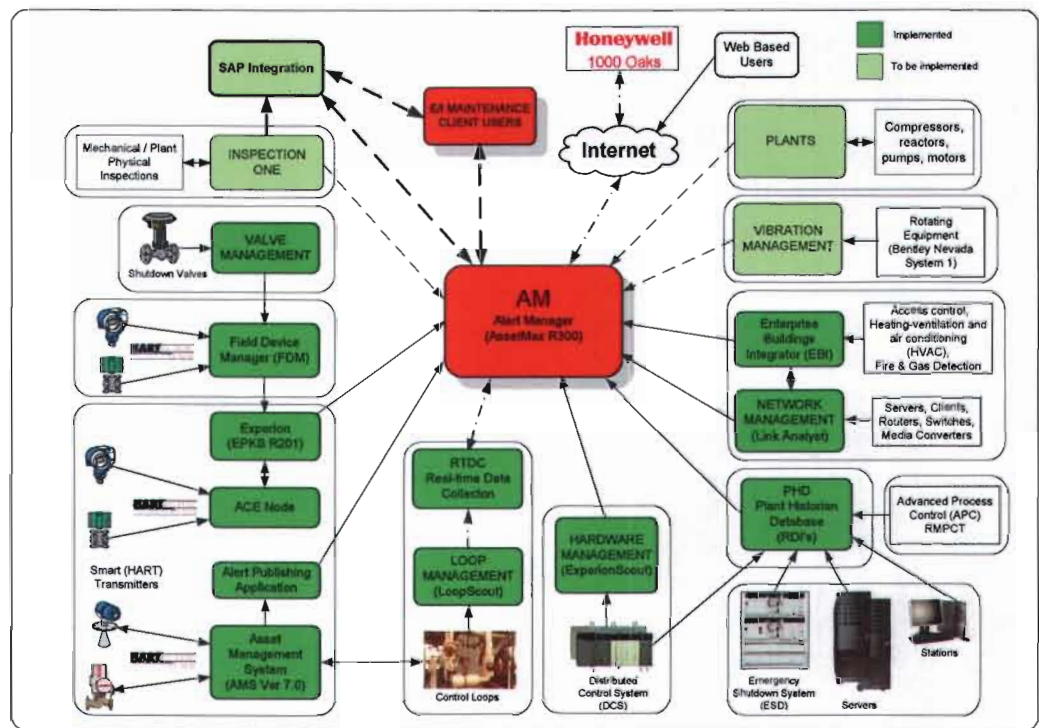 Honeywell
1000 Oaks
Web Based
Users
Implemented
To be implemented
SAP Integration
E/I MAINTENANCE
CLIENT USERS
Internet
Mechanical / Plant
Physical
Inspections
INSPECTION
ONE
PLANTS
Compressors,
reactors,
pumps, motors
VALVE
MANAGEMENT
Shutdown Valves
VIBRATION
MANAGEMENT
Rotating
Equipment
(Bentley Nevada
System 1)
AM
Alert Manager
(AssetMax R300)
HART
Field Device
Manager (FDM)
Enterprise
Buildings
Integrator (EBI)
Access control,
Heating-ventilation and
air conditioning
(HVAC),
Fire & Gas Detection
NETWORK
MANAGEMENT
(Link Analyst)
Servers, Clients,
Routers, Switches,
Media Converters
Experion
(EPKS R201)
HART
ACE Node
Smart (HART)
Transmitters
Alert Publishing
Application
HART
Asset
Management
System
(AMS Ver 7.0)
RTDC
Real-time Data
Collection
LOOP
MANAGEMENT
(LoopScout)
Control Loops
HARDWARE
MANAGEMENT
(ExperionScout)
Distributed
Control System
(DCS)
PHD
Plant Historian
Database
(RDI's)
Advanced Process
Control (APC)
RMPCT
Emergency
Shutdown System
(ESD)
Servers
Stations